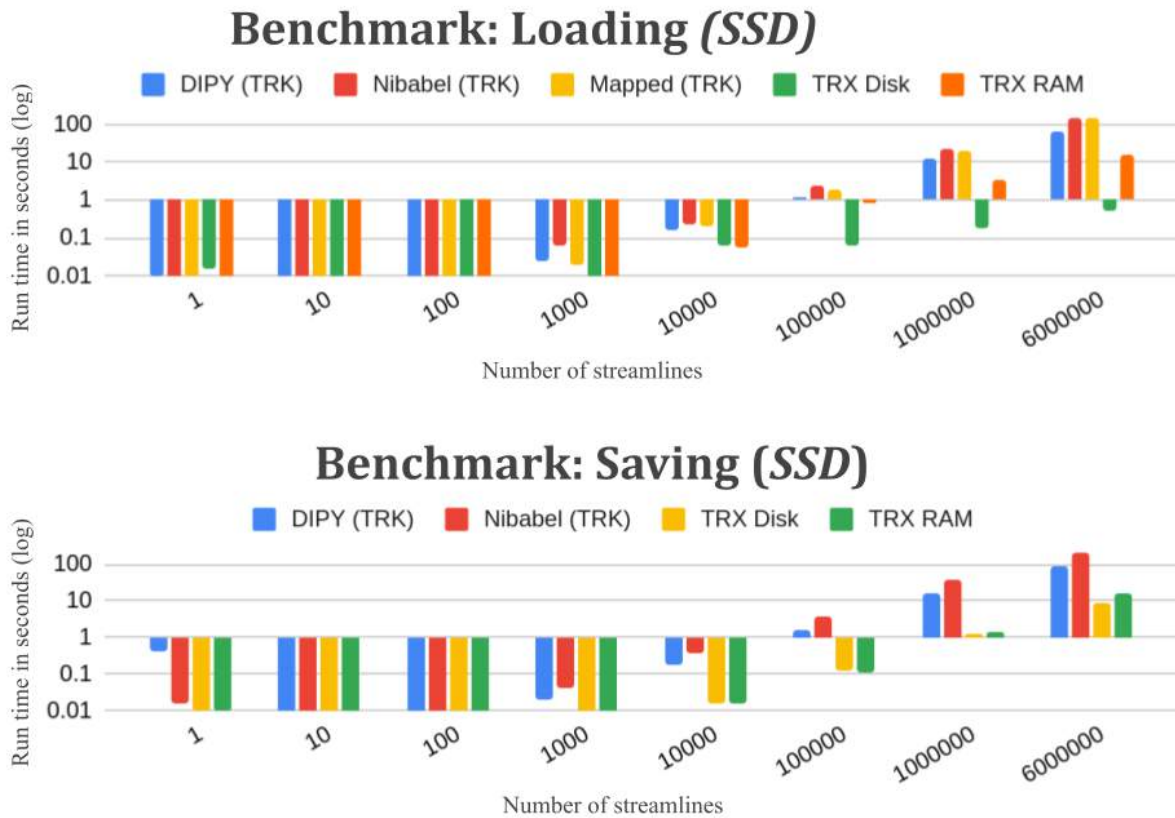 Benchmark: Loading (SSD)
DIPY (TRK) Nibabel (TRK) Mapped (TRK) TRX Disk TRX RAM
Run time in seconds (log)
100
10
1
0.1
0.01
1 10 100 1000 10000 100000 1000000 6000000
Number of streamlines
Benchmark: Saving (SSD)
DIPY (TRK) Nibabel (TRK) TRX Disk TRX RAM
Run time in seconds (log)
100
10
1
0.1
0.01
1 10 100 1000 10000 100000 1000000 6000000
Number of streamlines